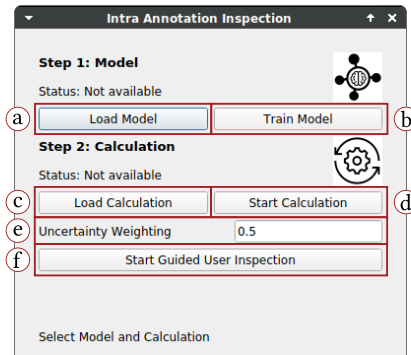 Intra Annotation Inspection
Step 1: Model
Status: Not available
a Load Model Train Model b
Step 2: Calculation
Status: Not available
c Load Calculation Start Calculation d
e Uncertainty Weighting 0.5
f Start Guided User Inspection
Select Model and Calculation